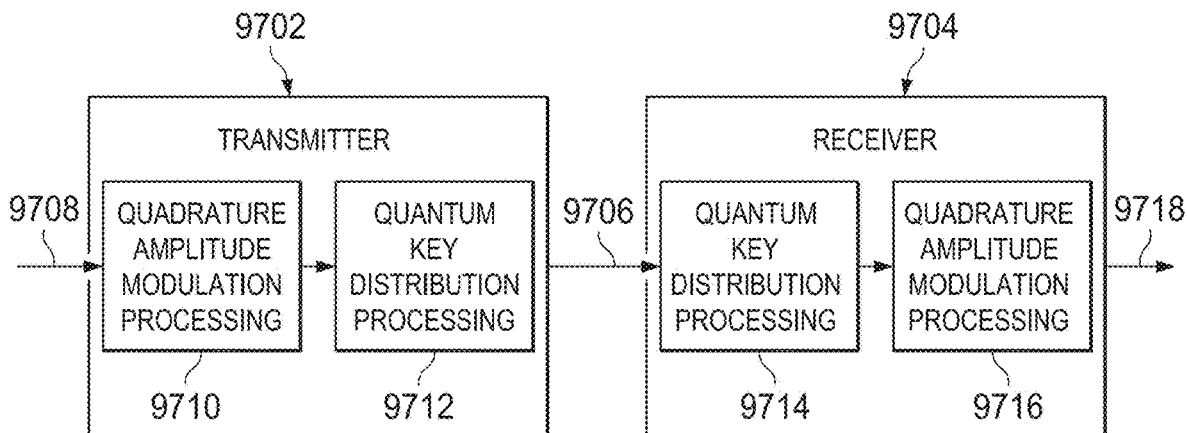 9702
9704
TRANSMITTER
RECEIVER
9708
QUADRATURE
AMPLITUDE
MODULATION
PROCESSING
QUANTUM
KEY
DISTRIBUTION
PROCESSING
9706
QUANTUM
KEY
DISTRIBUTION
PROCESSING
QUADRATURE
AMPLITUDE
MODULATION
PROCESSING
9718
9710
9712
9714
9716